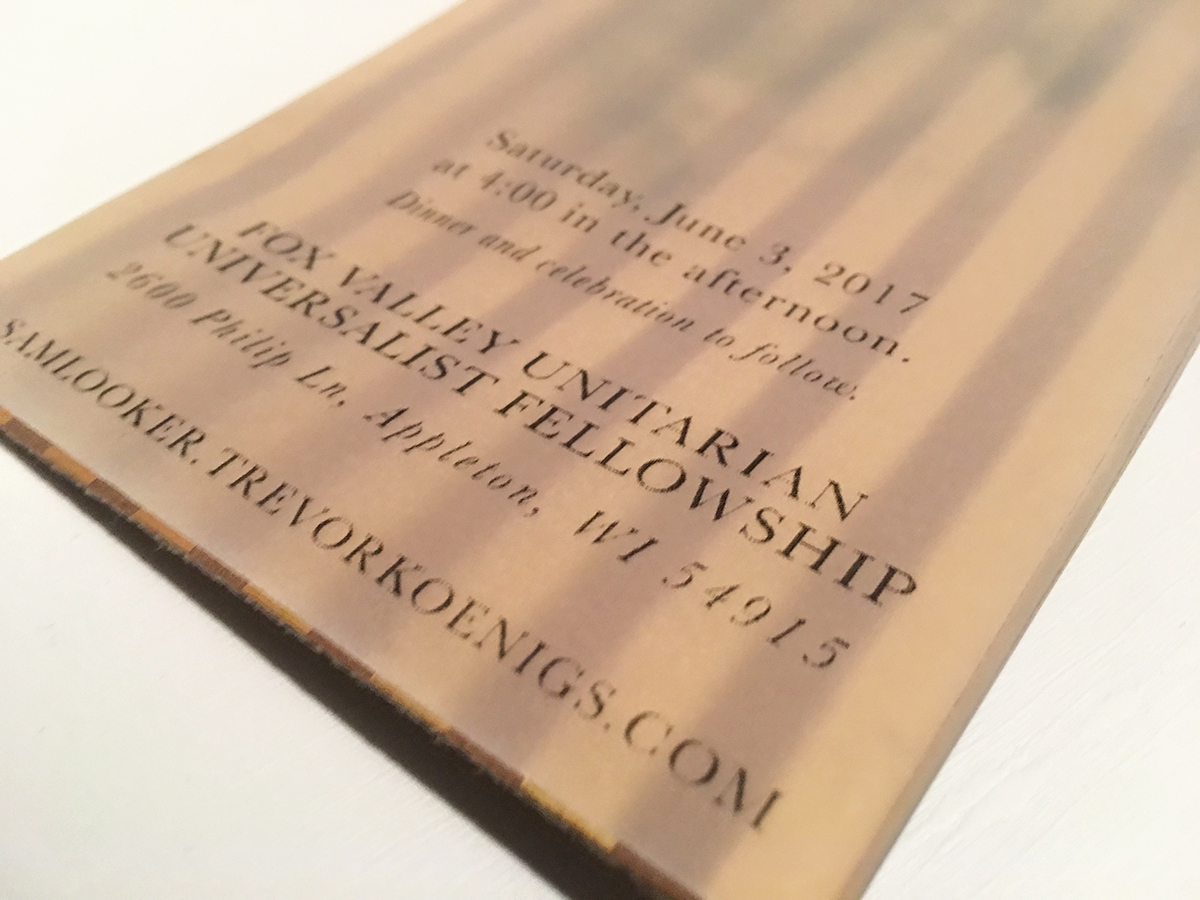 Saturday, June 3, 2017
at 4:00 in the afternoon.
Dinner and celebration to follow.
FOX VALLEY UNITARIAN
UNIVERSALIST FELLOWSHIP
2600 Philip Ln, Appleton, WI 54915
SAMLOOKER.TREVORKOENIGS.COM